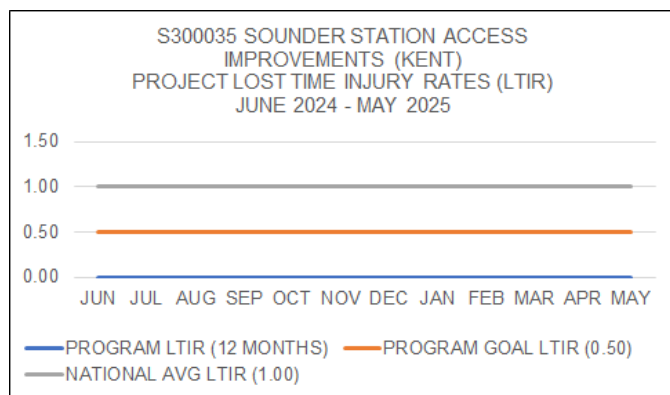 S300035 SOUNDER STATION ACCESS
IMPROVEMENTS (KENT)
PROJECT LOST TIME INJURY RATES (LTIR)
JUNE 2024 - MAY 2025
1.50
1.00
0.50
0.00
JUN JUL AUG SEP OCT NOV DEC JAN FEB MAR APR MAY
PROGRAM LTIR (12 MONTHS) PROGRAM GOAL LTIR (0.50)
NATIONAL AVG LTIR (1.00)